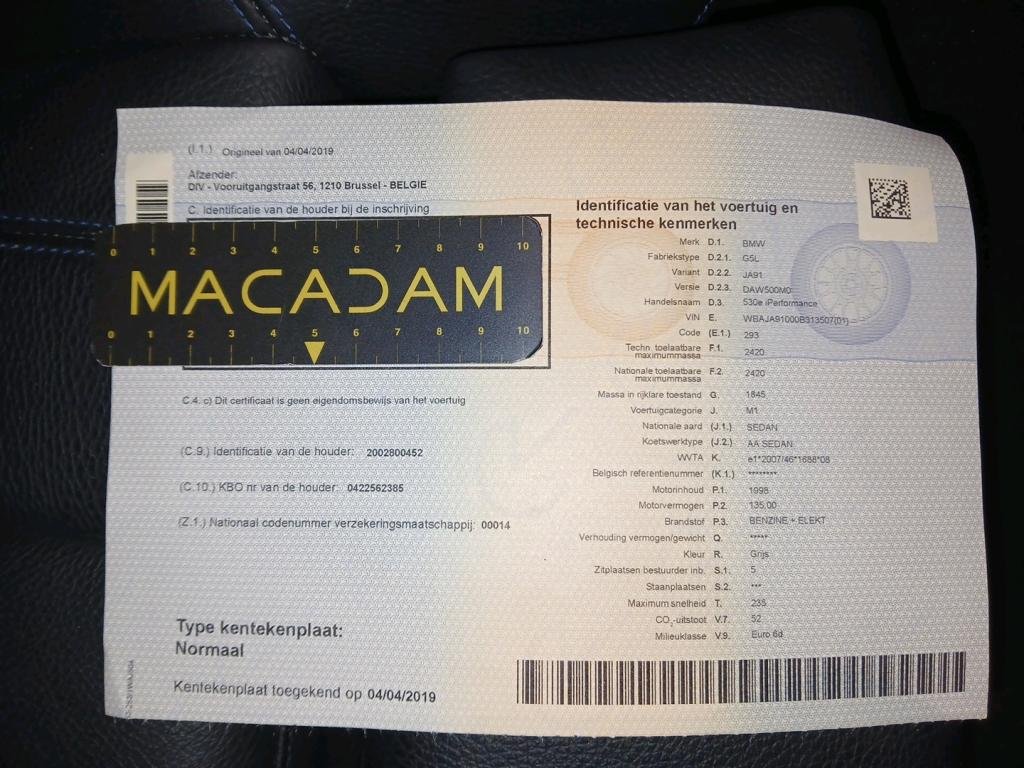 (I.1.) Origineel van 04/04/2019
Afzender:
DIV - Vooruitgangstraat 56, 1210 Brussel - BELGIE
C. Identificatie van de houder bij de inschrijving
0 1 2 3 4 5 6 7 8 9 10
MACADAM
0 1 2 3 4 5 6 7 8 9 10
C.4. c) Dit certificaat is geen eigendomsbewijs van het voertuig
(C.9.) Identificatie van de houder: 2002800452
(C.10.) KBO nr van de houder: 0422562385
(Z.1.) Nationaal codenummer verzekeringsmaatschappij: 00014
Type kentekenplaat:
Normaal
Kentekenplaat toegekend op 04/04/2019
Identificatie van het voertuig en
technische kenmerken
Merk D.1. BMW
Fabriekstype D.2.1. G5L
Variant D.2.2. JA91
Versie D.2.3. DAW500M0
Handelsnaam D.3. 530e iPerformance
VIN E. WBAJA91000B313507(01)
Code (E.1.) 293
Techn. toelaatbare
maximummassa F.1. 2420
Nationale toelaatbare
maximummassa F.2. 2420
Massa in rijklare toestand G. 1845
Voertuigcategorie J. M1
Nationale aard (J.1.) SEDAN
Koetswerktype (J.2.) AA SEDAN
WVTA K. e1*2007/46*1688*08
Belgisch referentienummer (K.1.) ********
Motorinhoud P.1. 1998
Motorvermogen P.2. 135,00
Brandstof P.3. BENZINE + ELEKT
Verhouding vermogen/gewicht Q. *****
Kleur R. Grijs
Zitplaatsen bestuurder inb. S.1. 5
Staanplaatsen S.2. ***
Maximum snelheid T. 235
CO₂-uitstoot V.7. 52
Milieuklasse V.9. Euro 6d